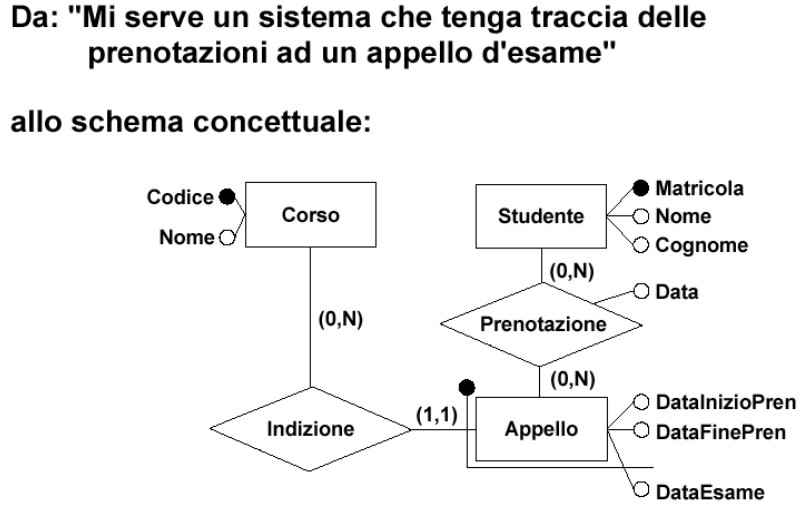 Da: "Mi serve un sistema che tenga traccia delle
prenotazioni ad un appello d'esame"
allo schema concettuale:
Codice
Nome
Corso
Studente
Matricola
Nome
Cognome
(0,N)
(0,N)
Data
Prenotazione
(0,N)
Indizione
(1,1)
Appello
DataInizioPren
DataFinePren
DataEsame